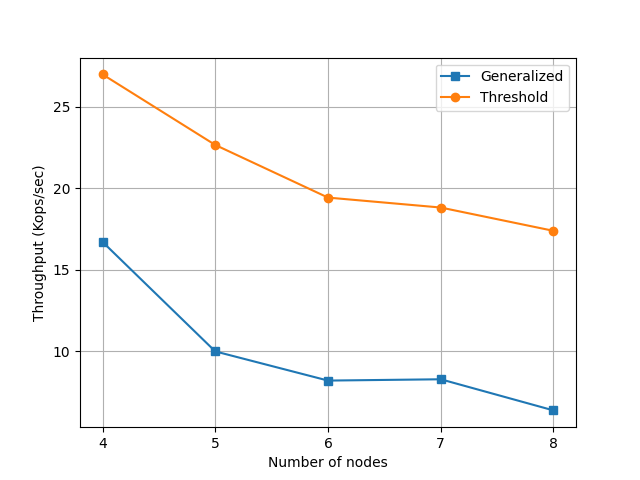 Generalized
Threshold
25
20
15
10
Throughput (Kops/sec)
4 5 6 7 8
Number of nodes